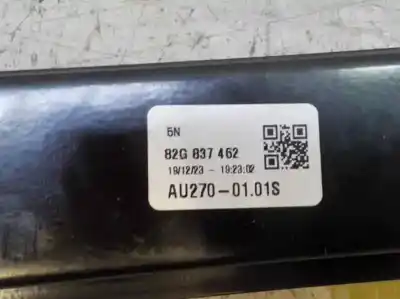 5N
82G 837 462
19/12/23 - 19:23:02
AU270-01.01S